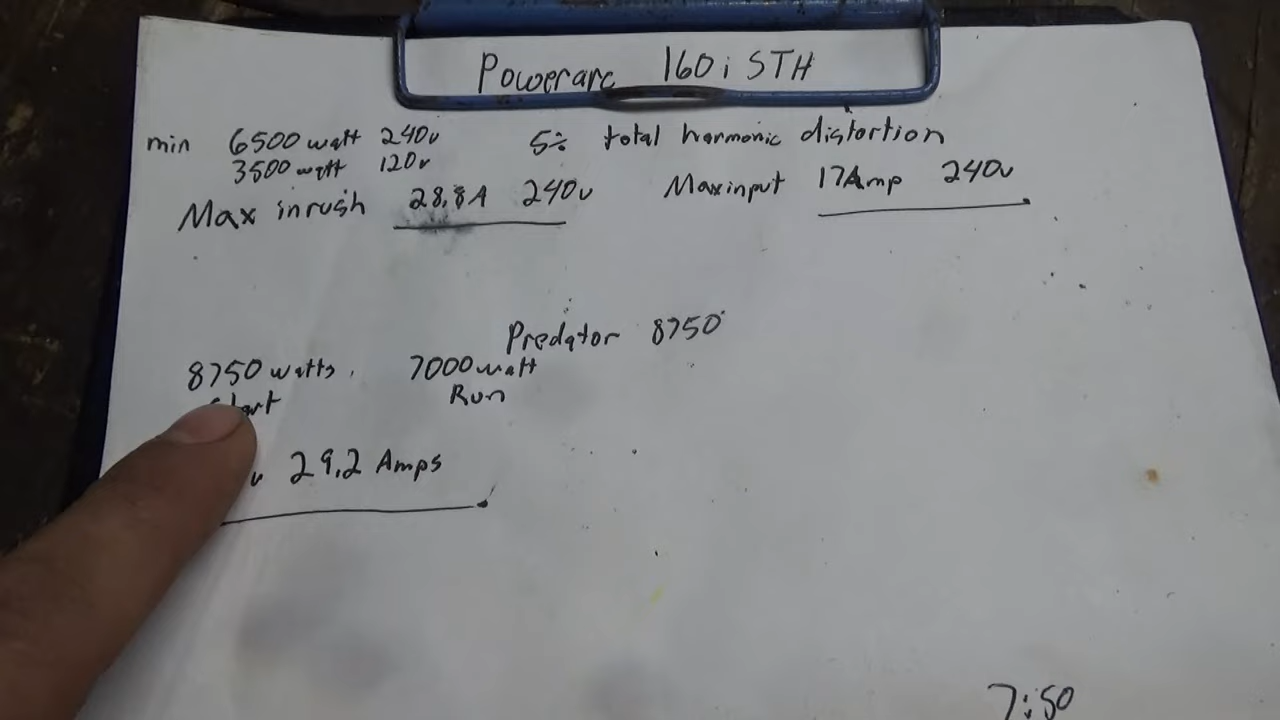 Powerarc 160i STH
min 6500 watt 240v 5% total harmonic distortion
3500 watt 120v
Max inrush 28.8A 240v Max input 17Amp 240v
Predator 8750
8750 watts. 7000 watt
Start Run
v 29.2 Amps
7:50